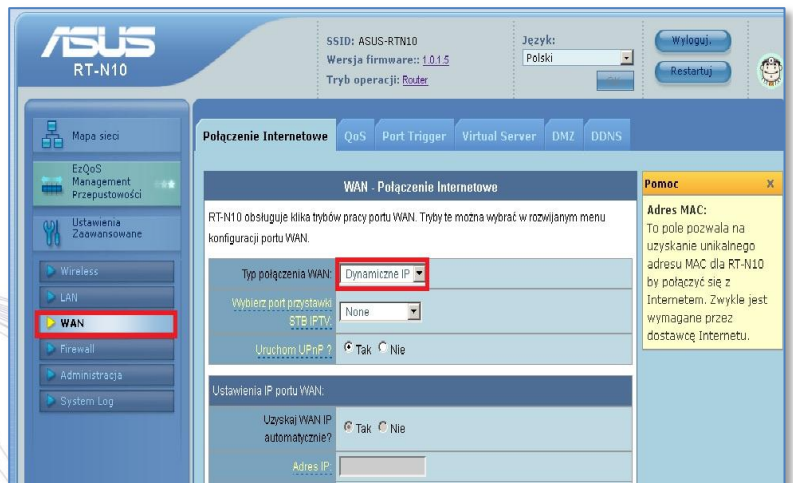 ASUS
RT-N10
SSID: ASUS-RTN10
Wersja firmware:: 1.0.1.5
Tryb operacji: Router
Język:
Polski
Wyloguj.
Restartuj
Mapa sieci
EzQoS
Management
Przepustowości
Ustawienia
Zaawansowane
Wireless
LAN
WAN
Firewall
Administracja
System Log
Połączenie Internetowe QoS Port Trigger Virtual Server DMZ DDNS
WAN - Połączenie Internetowe
RT-N10 obsługuje klika trybów pracy portu WAN. Tryby te można wybrać w rozwijanym menu
konfiguracji portu WAN.
Typ połączenia WAN: Dynamiczne IP
Wybierz port przystawki
STB IPTV: None
Uruchom UPnP ? Tak Nie
Ustawienia IP portu WAN:
Uzyskaj WAN IP
automatycznie? Tak Nie
Adres IP:
Pomoc x
Adres MAC:
To pole pozwala na
uzyskanie unikalnego
adresu MAC dla RT-N10
by połączyć się z
Internetem. Zwykle jest
wymagane przez
dostawcę Internetu.